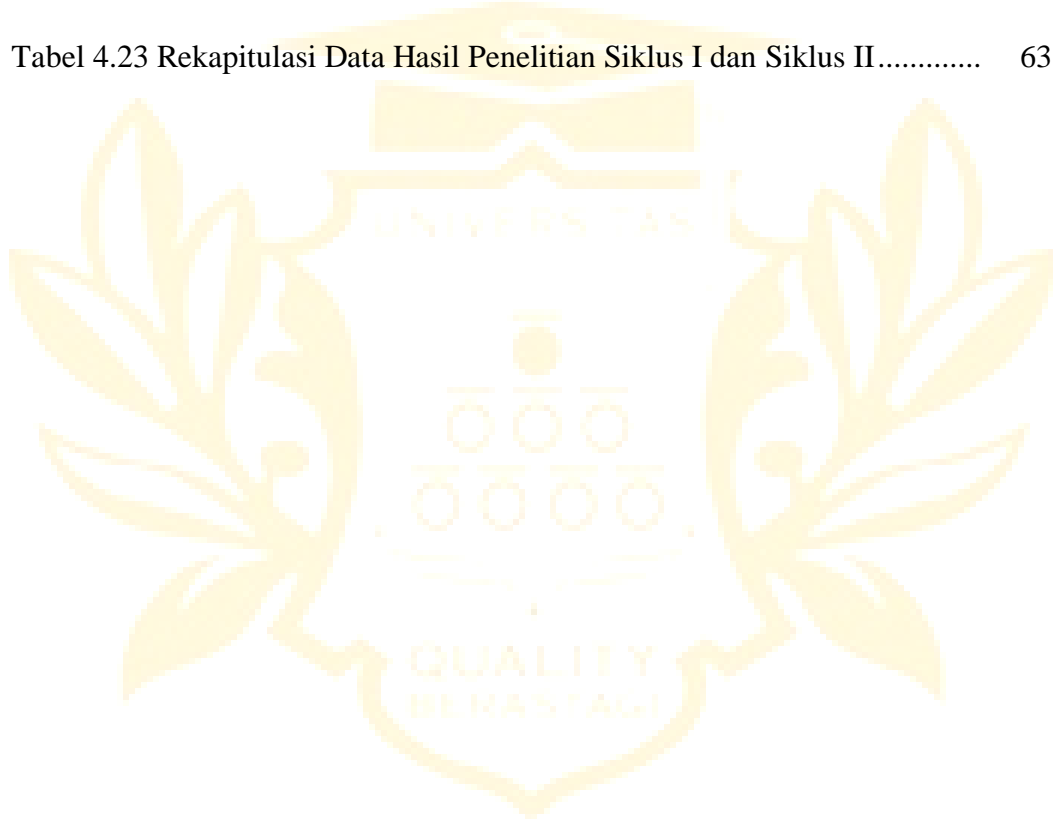 Tabel 4.23 Rekapitulasi Data Hasil Penelitian Siklus I dan Siklus II............. 63
UNIVERSITAS
QUALITY
BERASTAGI